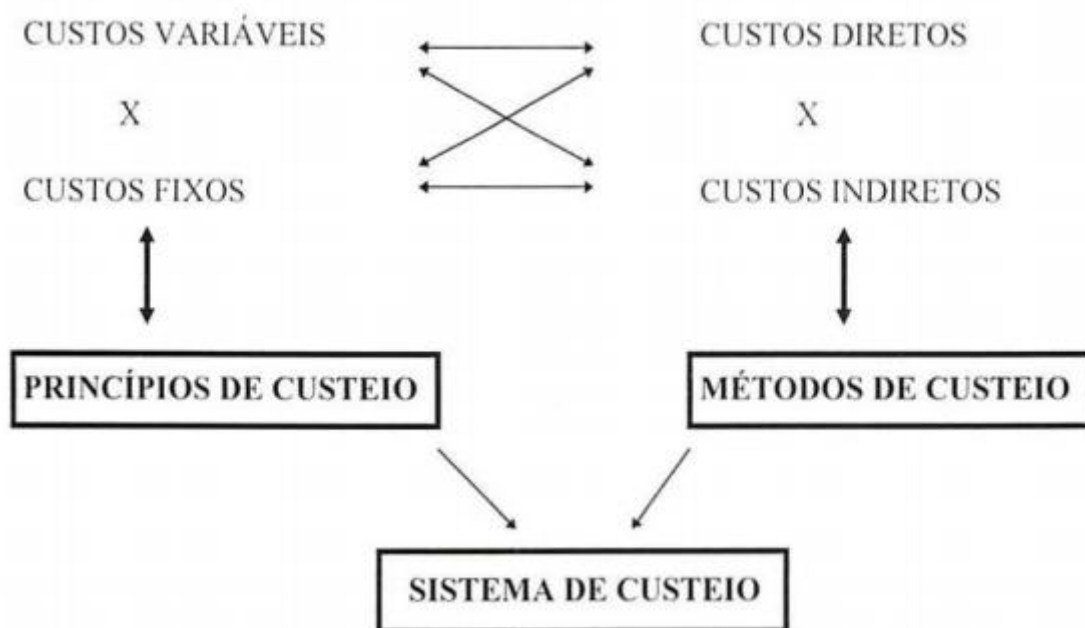 CUSTOS VARIÁVEIS
CUSTOS DIRETOS
X
X
CUSTOS FIXOS
CUSTOS INDIRETOS
PRINCÍPIOS DE CUSTEIO
MÉTODOS DE CUSTEIO
SISTEMA DE CUSTEIO